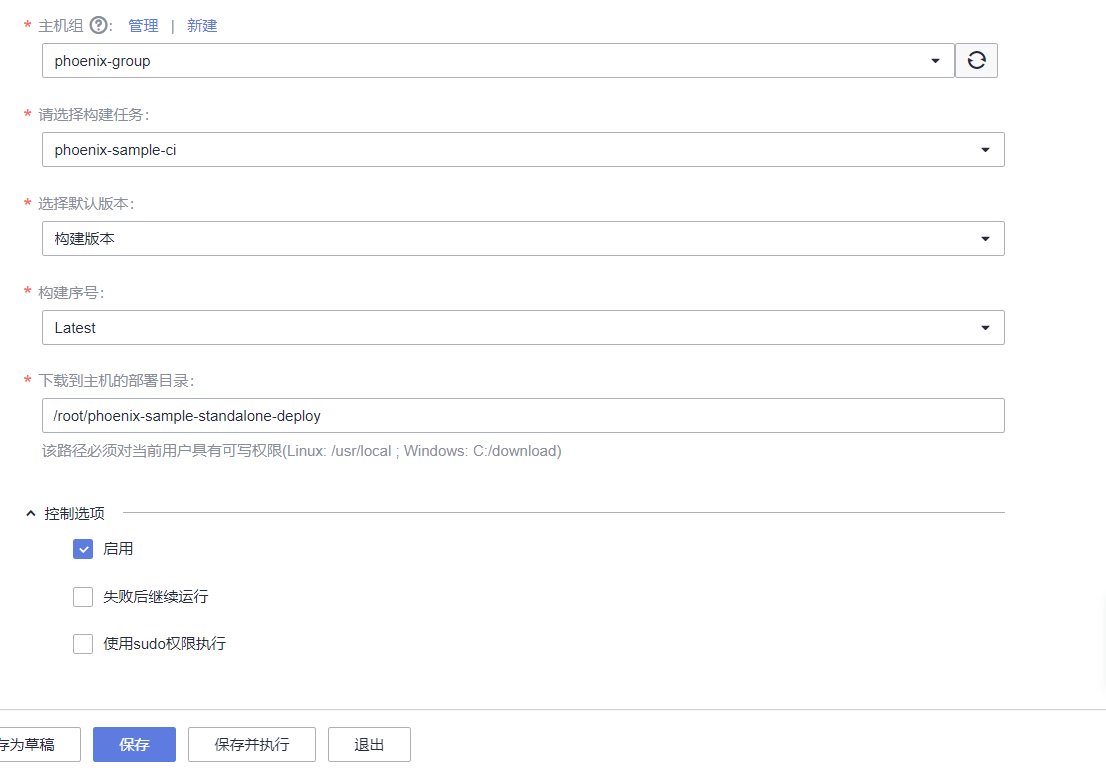 * 主机组 ?: 管理 | 新建
phoenix-group
* 请选择构建任务:
phoenix-sample-ci
* 选择默认版本:
构建版本
* 构建序号:
Latest
* 下载到主机的部署目录:
/root/phoenix-sample-standalone-deploy
该路径必须对当前用户具有可写权限(Linux: /usr/local ; Windows: C:/download)
控制选项
启用
失败后继续运行
使用sudo权限执行
存为草稿 保存 保存并执行 退出